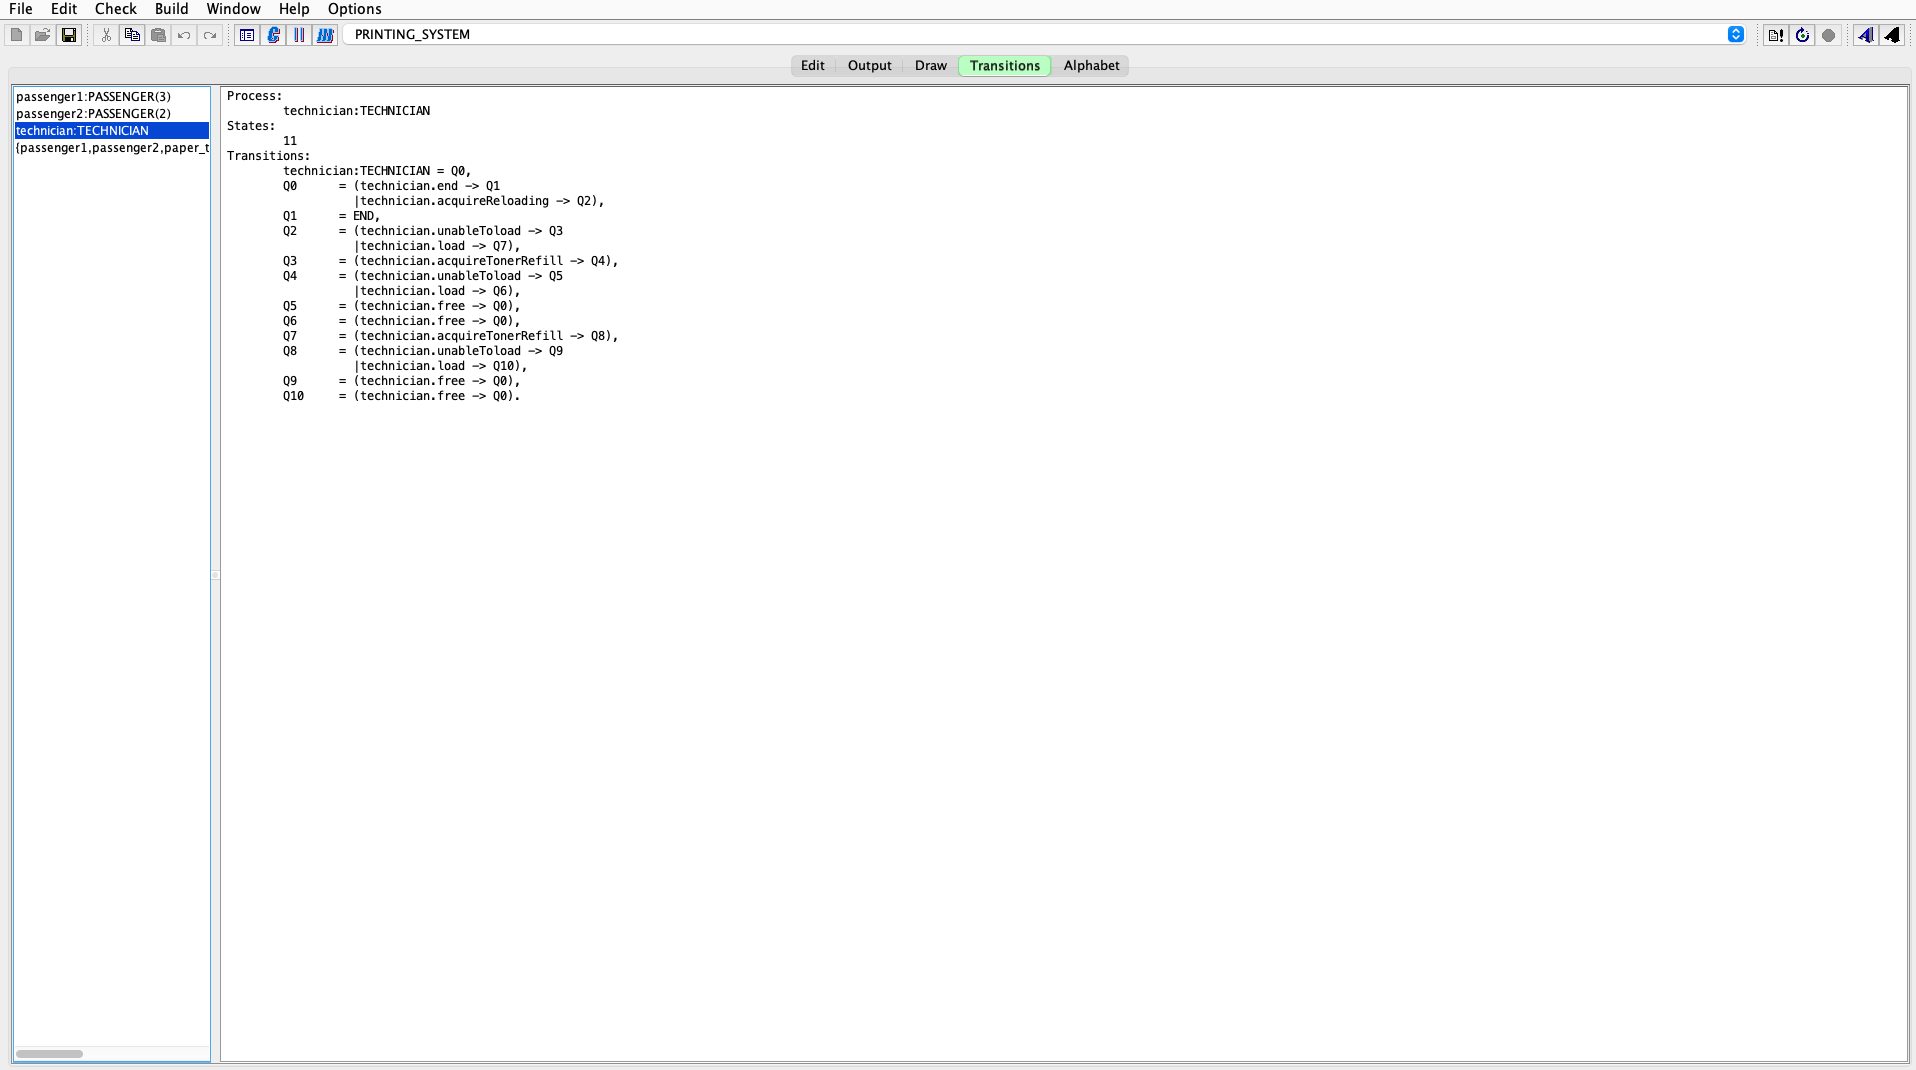 File Edit Check Build Window Help Options
PRINTING_SYSTEM
Edit Output Draw Transitions Alphabet
passenger1:PASSENGER(3)
passenger2:PASSENGER(2)
technician:TECHNICIAN
{passenger1,passenger2,paper_t
Process:
technician:TECHNICIAN
States:
11
Transitions:
technician:TECHNICIAN = Q0,
Q0 = (technician.end -> Q1
|technician.acquireReloading -> Q2),
Q1 = END,
Q2 = (technician.unableToload -> Q3
|technician.load -> Q7),
Q3 = (technician.acquireTonerRefill -> Q4),
Q4 = (technician.unableToload -> Q5
|technician.load -> Q6),
Q5 = (technician.free -> Q0),
Q6 = (technician.free -> Q0),
Q7 = (technician.acquireTonerRefill -> Q8),
Q8 = (technician.unableToload -> Q9
|technician.load -> Q10),
Q9 = (technician.free -> Q0),
Q10 = (technician.free -> Q0).